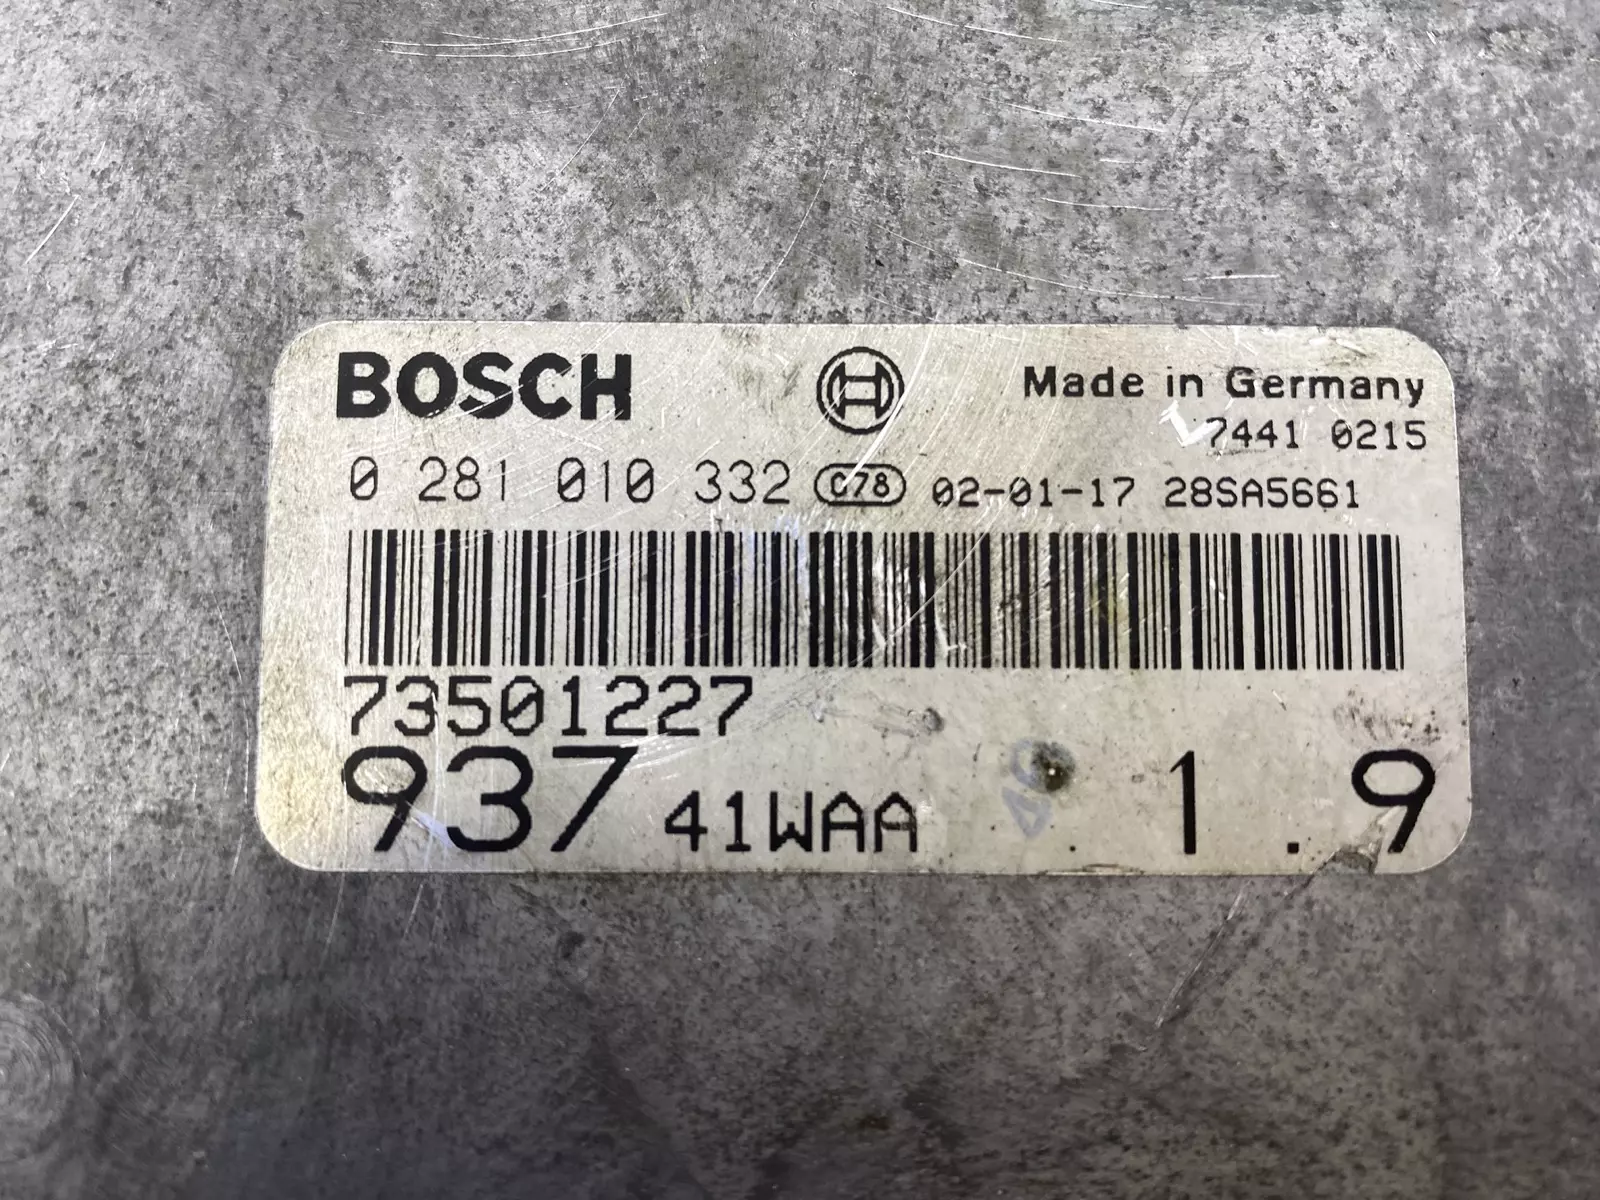 BOSCH Made in Germany
7441 0215
0 281 010 332 C78 02-01-17 28SA5661
73501227
937 41WAA 1.9